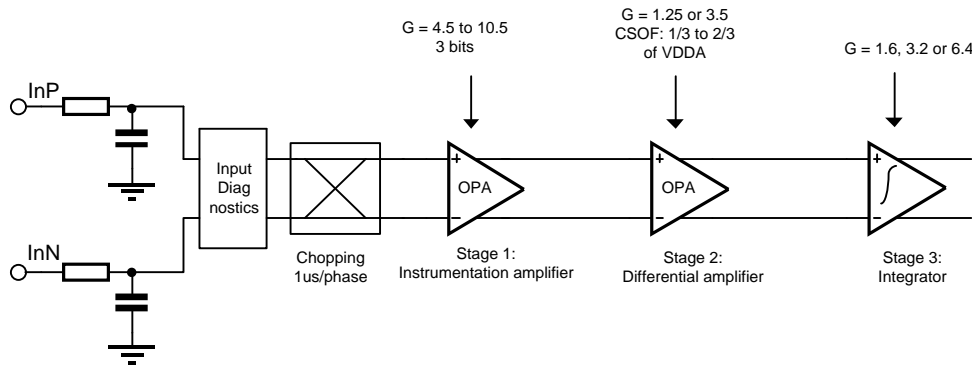 G = 4.5 to 10.5
3 bits
G = 1.25 or 3.5
CSOF: 1/3 to 2/3
of VDDA
G = 1.6, 3.2 or 6.4
InP
Input
Diag
nostics
+
OPA
−
+
OPA
−
+
−
InN
Chopping
1us/phase
Stage 1:
Instrumentation amplifier
Stage 2:
Differential amplifier
Stage 3:
Integrator